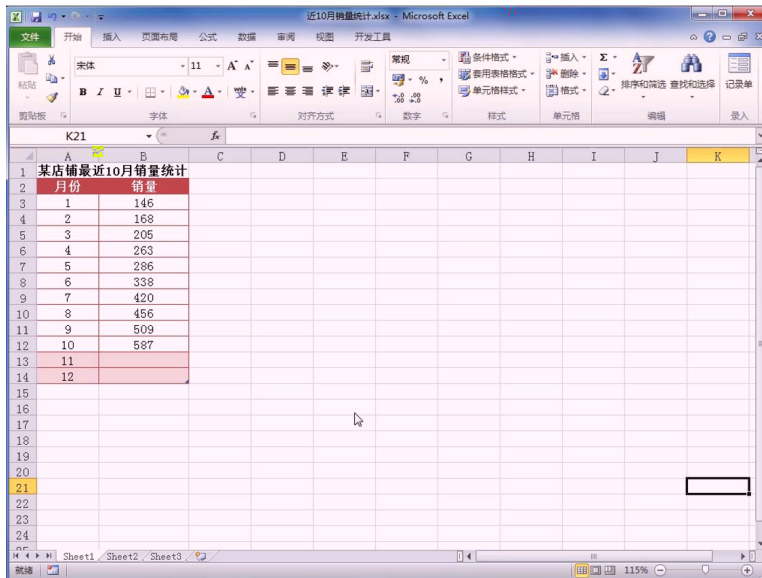 近10月销量统计.xlsx - Microsoft Excel
文件 开始 插入 页面布局 公式 数据 审阅 视图 开发工具
宋体 11 A A 常规 条件格式 插入 Σ
粘贴 套用表格格式 删除 排序和筛选 查找和选择 记录单
B I U A 變 % , 单元格样式 格式
剪贴板 字体 对齐方式 数字 样式 单元格 编辑 录入
K21 fx
A B C D E F G H I J K
1 某店铺最近10月销量统计
2 月份 销量
3 1 146
4 2 168
5 3 205
6 4 263
7 5 286
8 6 338
9 7 420
10 8 456
11 9 509
12 10 587
13 11
14 12
15
16
17
18
19
20
21
22
23
24
25
Sheet1 Sheet2 Sheet3
就绪 115%